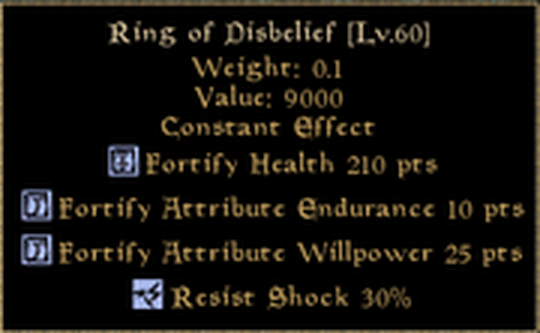 Ring of Disbelief [Lv.60]
Weight: 0.1
Value: 9000
Constant Effect
Fortify Health 210 pts
Fortify Attribute Endurance 10 pts
Fortify Attribute Willpower 25 pts
Resist Shock 30%